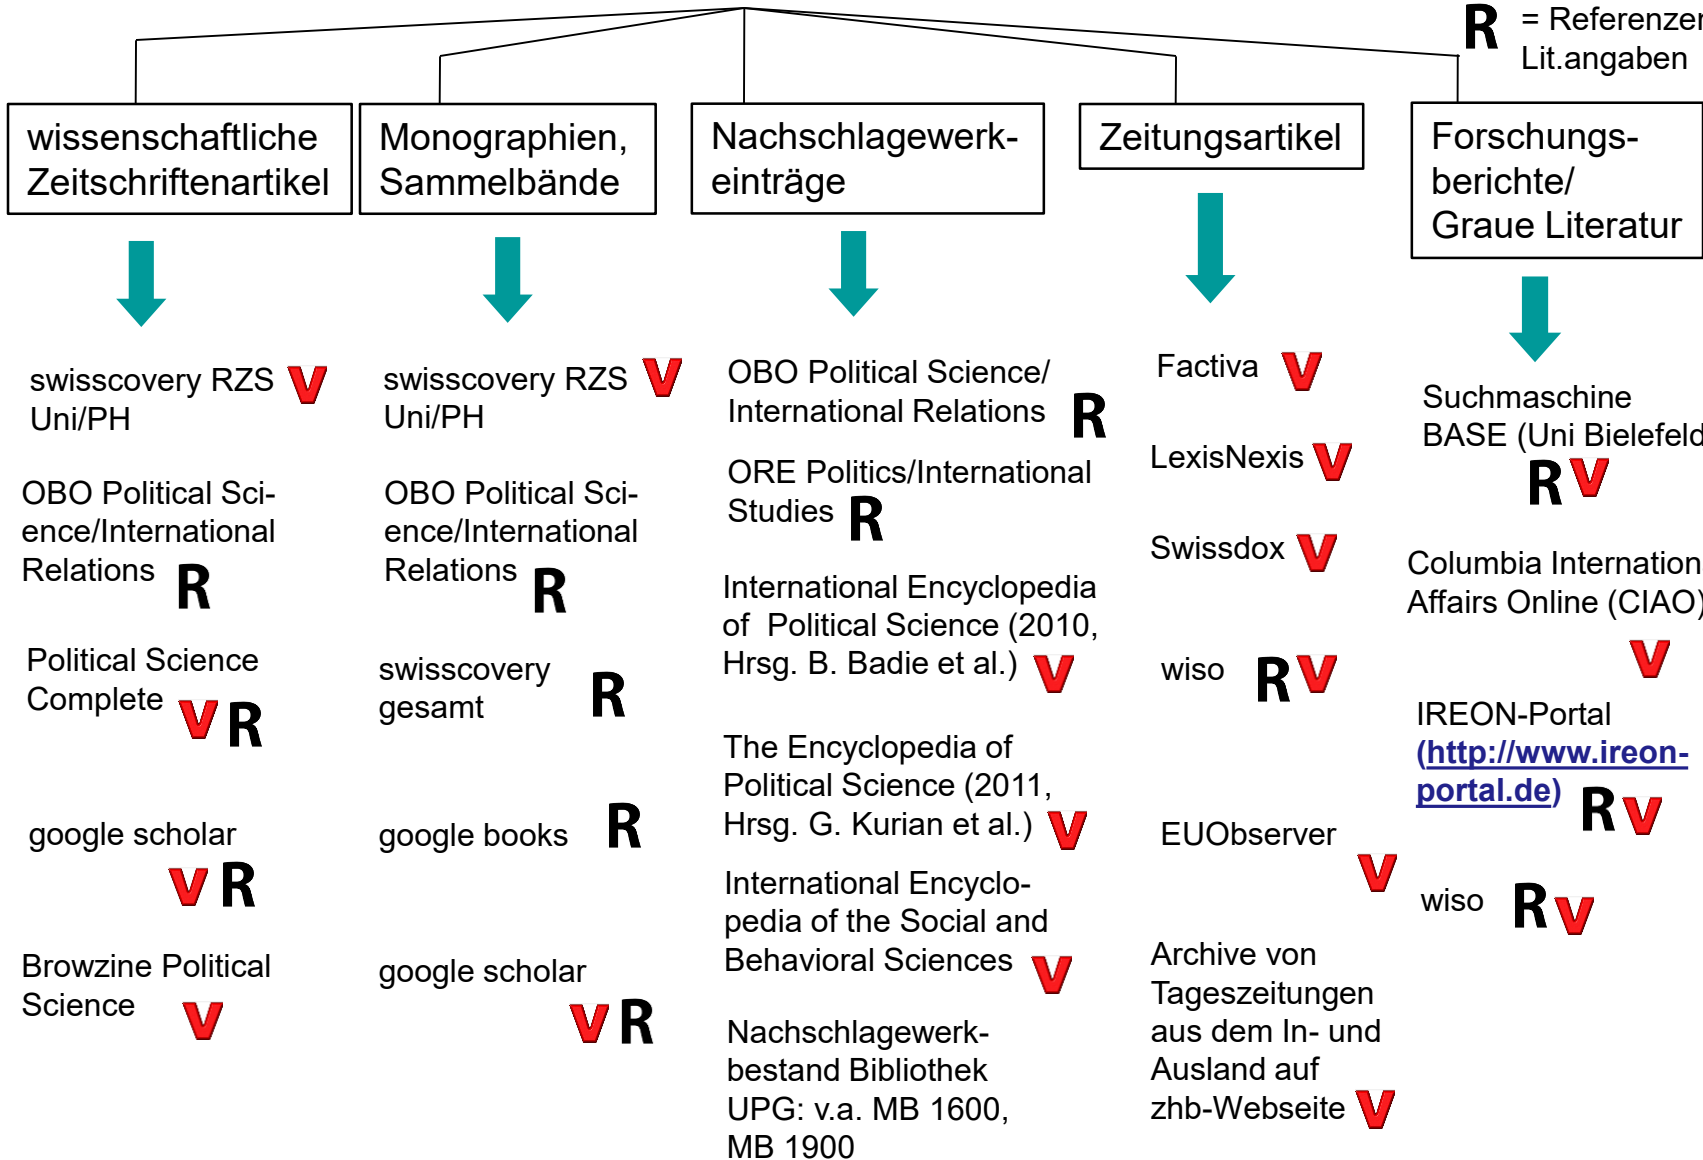 R = Referenzen
Lit.angaben
wissenschaftliche
Zeitschriftenartikel
Monographien,
Sammelbände
Nachschlagewerk-
einträge
Zeitungsartikel
Forschungs-
berichte/
Graue Literatur
swisscovery RZS V
Uni/PH
OBO Political Sci-
ence/International
Relations R
Political Science
Complete V R
google scholar
V R
Browzine Political
Science V
swisscovery RZS V
Uni/PH
OBO Political Sci-
ence/International
Relations R
swisscovery
gesamt R
google books R
google scholar
V R
OBO Political Science/
International Relations R
ORE Politics/International
Studies R
International Encyclopedia
of Political Science (2010,
Hrsg. B. Badie et al.) V
The Encyclopedia of
Political Science (2011,
Hrsg. G. Kurian et al.) V
International Encyclo-
pedia of the Social and
Behavioral Sciences V
Nachschlagewerk-
bestand Bibliothek
UPG: v.a. MB 1600,
MB 1900
Factiva V
LexisNexis V
Swissdox V
wiso R V
EUObserver
V
Archive von
Tageszeitungen
aus dem In- und
Ausland auf
zhb-Webseite V
Suchmaschine
BASE (Uni Bielefeld
R V
Columbia Internation
Affairs Online (CIAO)
V
IREON-Portal
(http://www.ireon-
portal.de)
R V
wiso R V